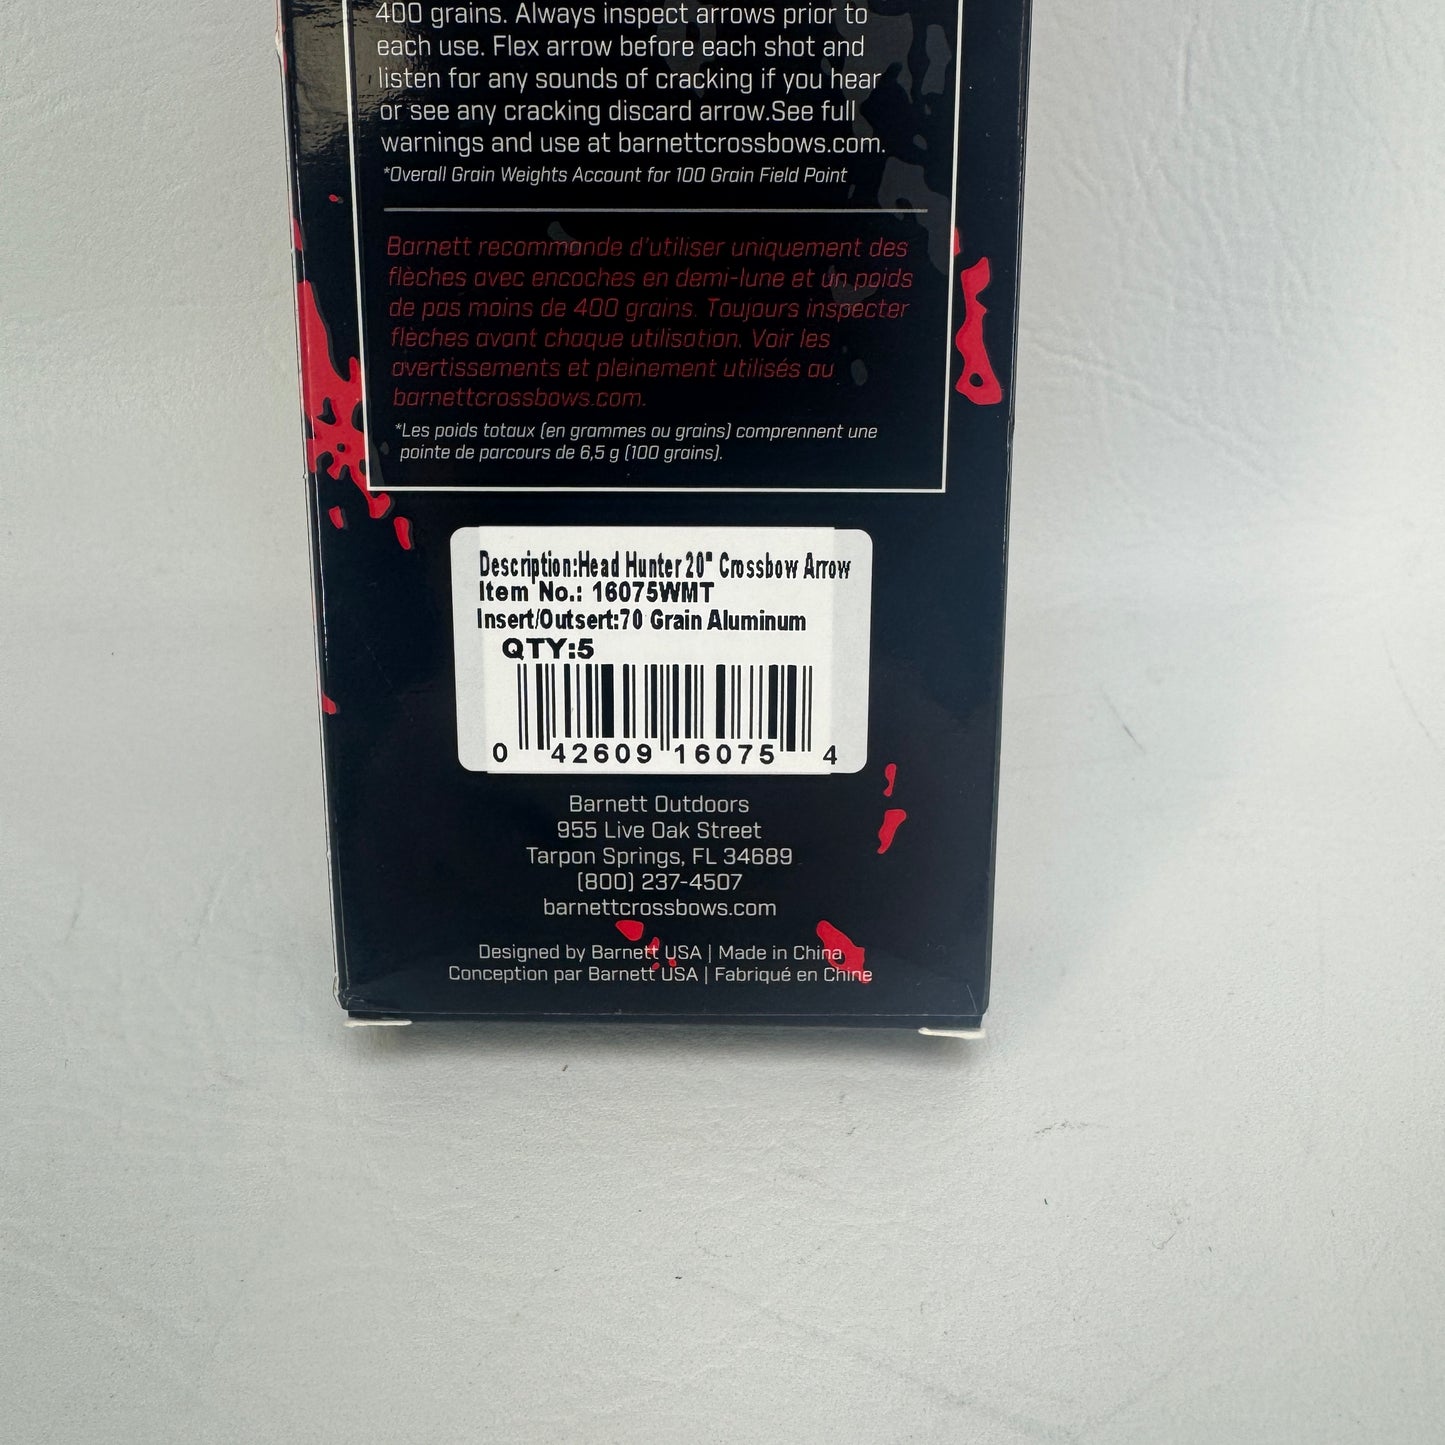 400 grains. Always inspect arrows prior to
each use. Flex arrow before each shot and
listen for any sounds of cracking if you hear
or see any cracking discard arrow.See full
warnings and use at barnettcrossbows.com.
*Overall Grain Weights Account for 100 Grain Field Point
Barnett recommande d'utiliser uniquement des
flèches avec encoches en demi-lune et un poids
de pas moins de 400 grains. Toujours inspecter
flèches avant chaque utilisation. Voir les
avertissements et pleinement utilisés au
barnettcrossbows.com.
*Les poids totaux (en grammes ou grains) comprennent une
pointe de parcours de 6,5 g (100 grains).
Description:Head Hunter 20" Crossbow Arrow
Item No.: 16075WMT
Insert/Outsert:70 Grain Aluminum
QTY:5
0 42609 16075 4
Barnett Outdoors
955 Live Oak Street
Tarpon Springs, FL 34689
(800) 237-4507
barnettcrossbows.com
Designed by Barnett USA | Made in China
Conception par Barnett USA | Fabriqué en Chine